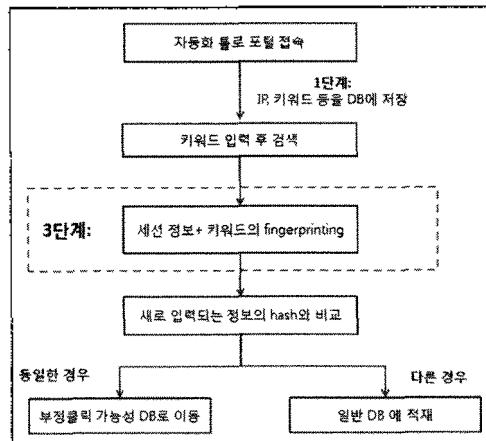 자동화 툴로 포털 접속
1단계:
IP, 키워드 등을 DB에 저장
키워드 입력 후 검색
3단계:
세션 정보+ 키워드의 fingerprinting
새로 입력되는 정보의 hash와 비교
동일한 경우
다른 경우
부정클릭 가능성 DB로 이동
일반 DB 에 적재